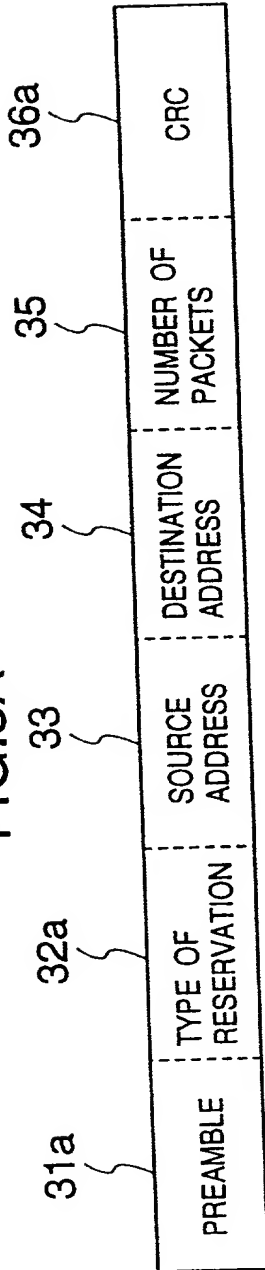 31a
32a
33
34
35
36a
PREAMBLE
TYPE OF
RESERVATION
SOURCE
ADDRESS
DESTINATION
ADDRESS
NUMBER OF
PACKETS
CRC